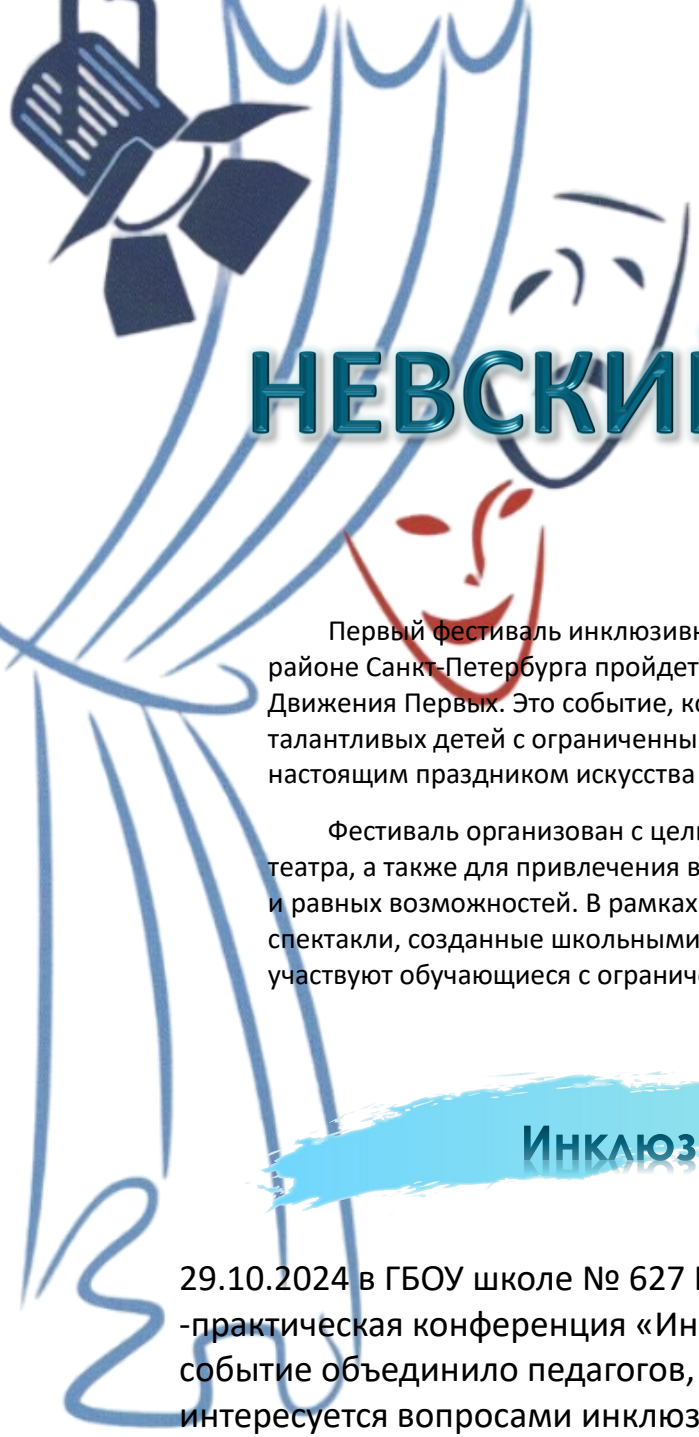 НЕВСКИЙ
Первый фестиваль инклюзивн
районе Санкт-Петербурга пройдет
Движения Первых. Это событие, ко
талантливых детей с ограниченны
настоящим праздником искусства
Фестиваль организован с цель
театра, а также для привлечения в
и равных возможностей. В рамках
спектакли, созданные школьными
участвуют обучающиеся с огранич
Инклюз
29.10.2024 в ГБОУ школе № 627
-практическая конференция «Ин
событие объединило педагогов,
интересуется вопросами инклюз